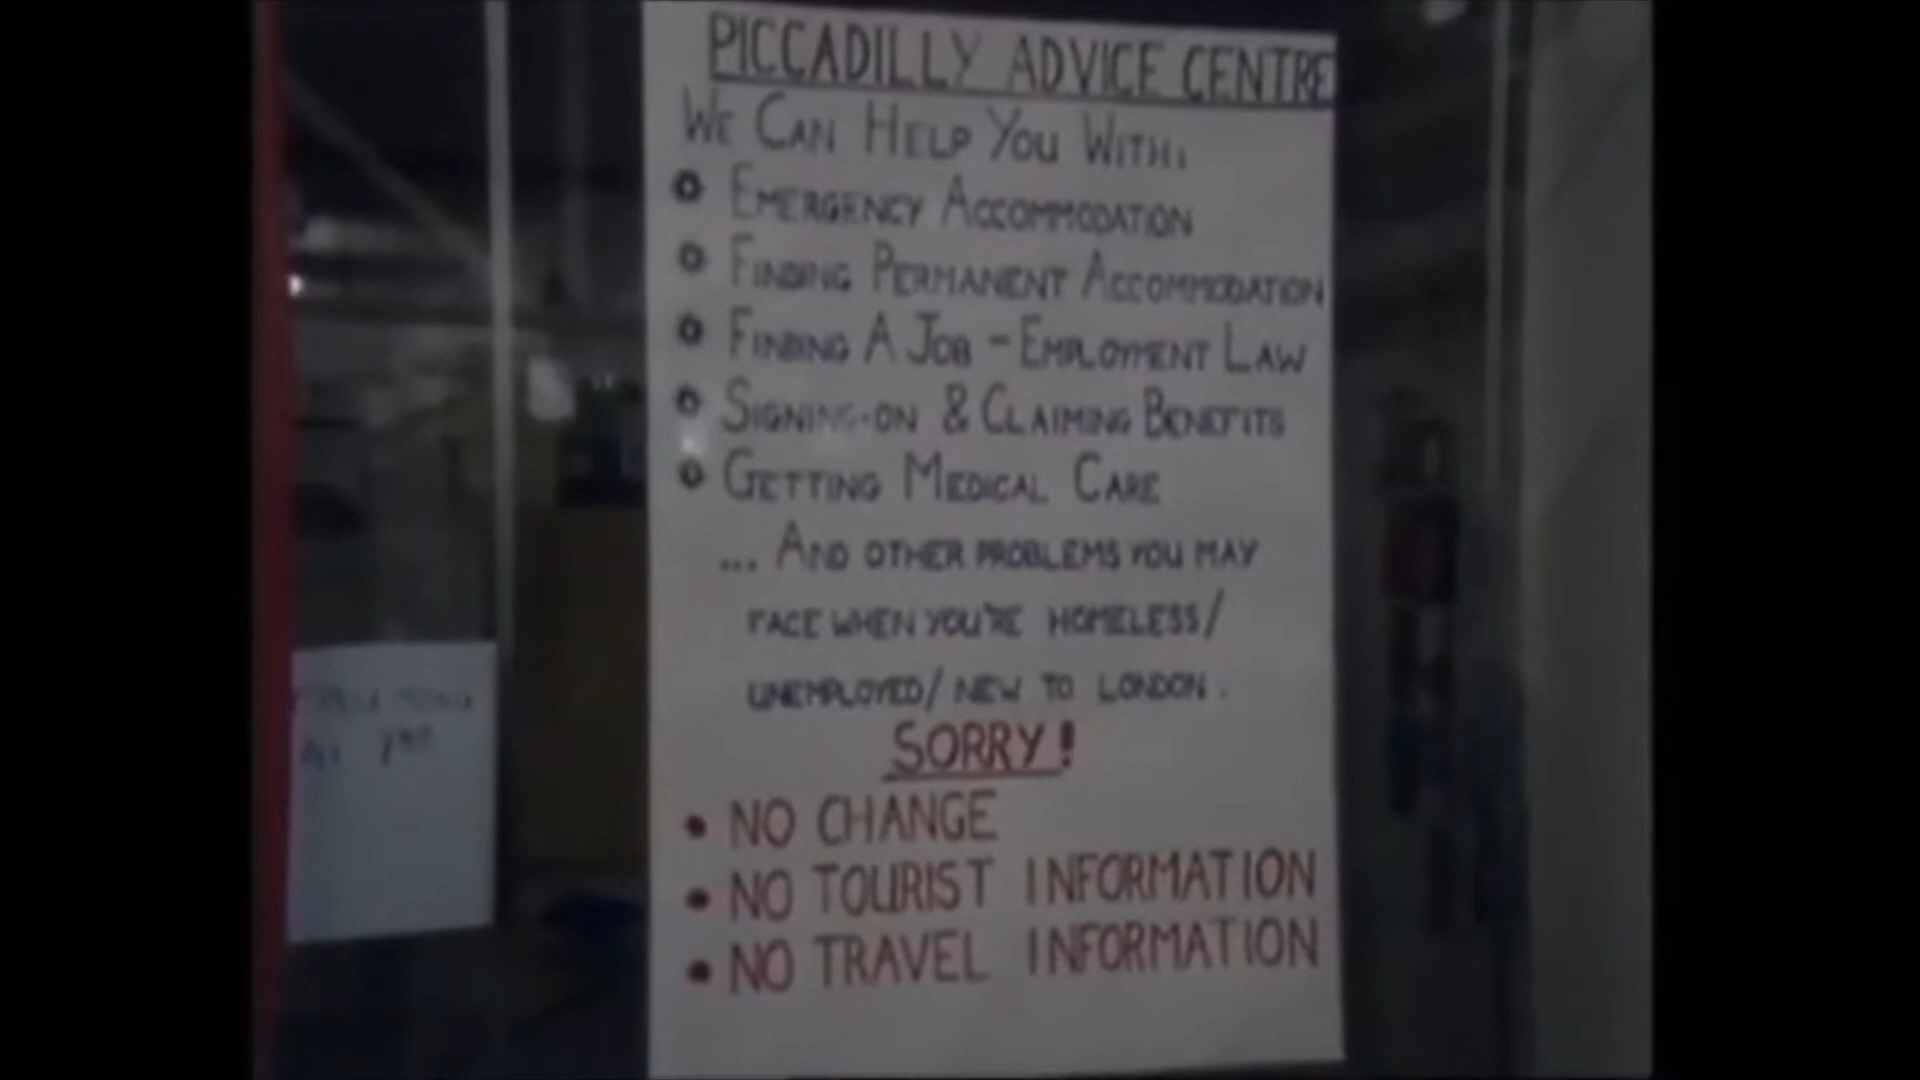 PICCADILLY ADVICE CENTRE
WE CAN HELP YOU WITH:
EMERGENCY ACCOMMODATION
FINDING PERMANENT ACCOMMODATION
FINDING A JOB - EMPLOYMENT LAW
SIGNING-ON & CLAIMING BENEFITS
GETTING MEDICAL CARE
... AND OTHER PROBLEMS YOU MAY
FACE WHEN YOU'RE HOMELESS/
UNEMPLOYED/ NEW TO LONDON.
SORRY!
• NO CHANGE
• NO TOURIST INFORMATION
• NO TRAVEL INFORMATION